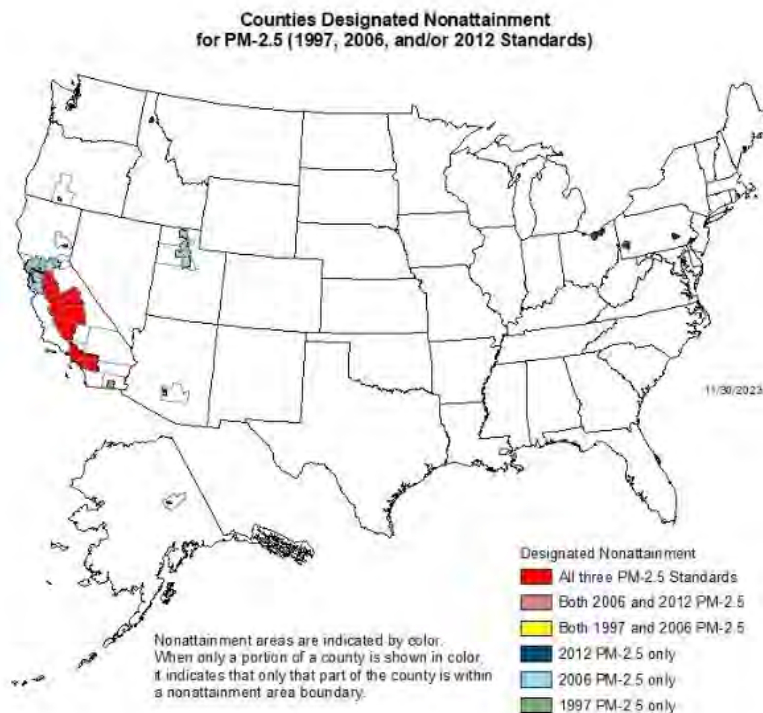 Counties Designated Nonattainment
for PM-2.5 (1997, 2006, and/or 2012 Standards)
11/30/2023
Designated Nonattainment
All three PM-2.5 Standards
Both 2006 and 2012 PM-2.5
Both 1997 and 2006 PM-2.5
2012 PM-2.5 only
2006 PM-2.5 only
1997 PM-2.5 only
Nonattainment areas are indicated by color.
When only a portion of a county is shown in color,
it indicates that only that part of the county is within
a nonattainment area boundary.